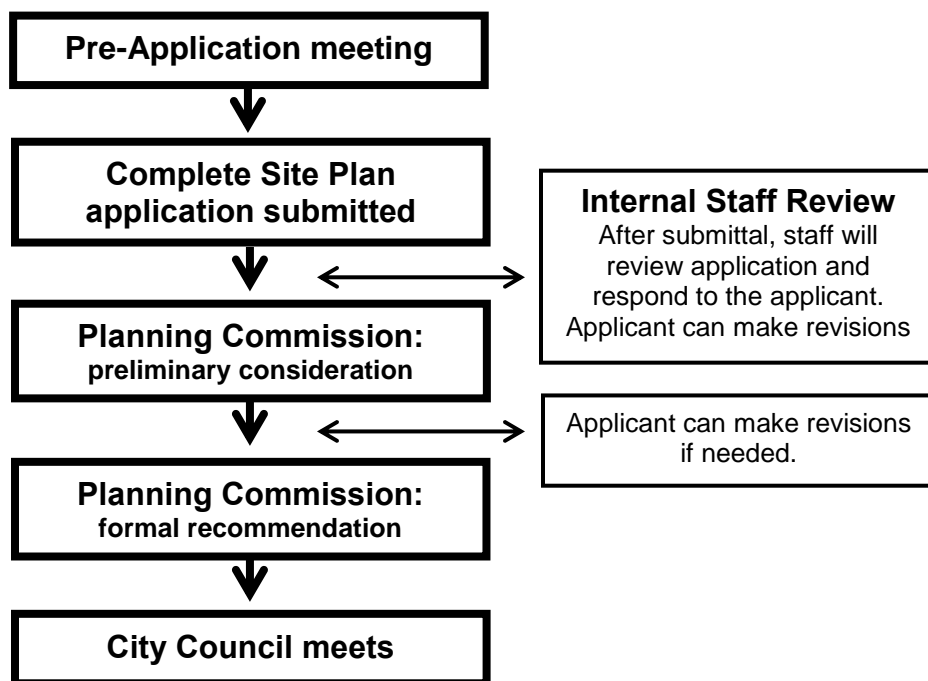 Pre-Application meeting
Complete Site Plan
application submitted
Internal Staff Review
After submittal, staff will
review application and
respond to the applicant.
Applicant can make revisions
Planning Commission:
preliminary consideration
Applicant can make revisions
if needed.
Planning Commission:
formal recommendation
City Council meets